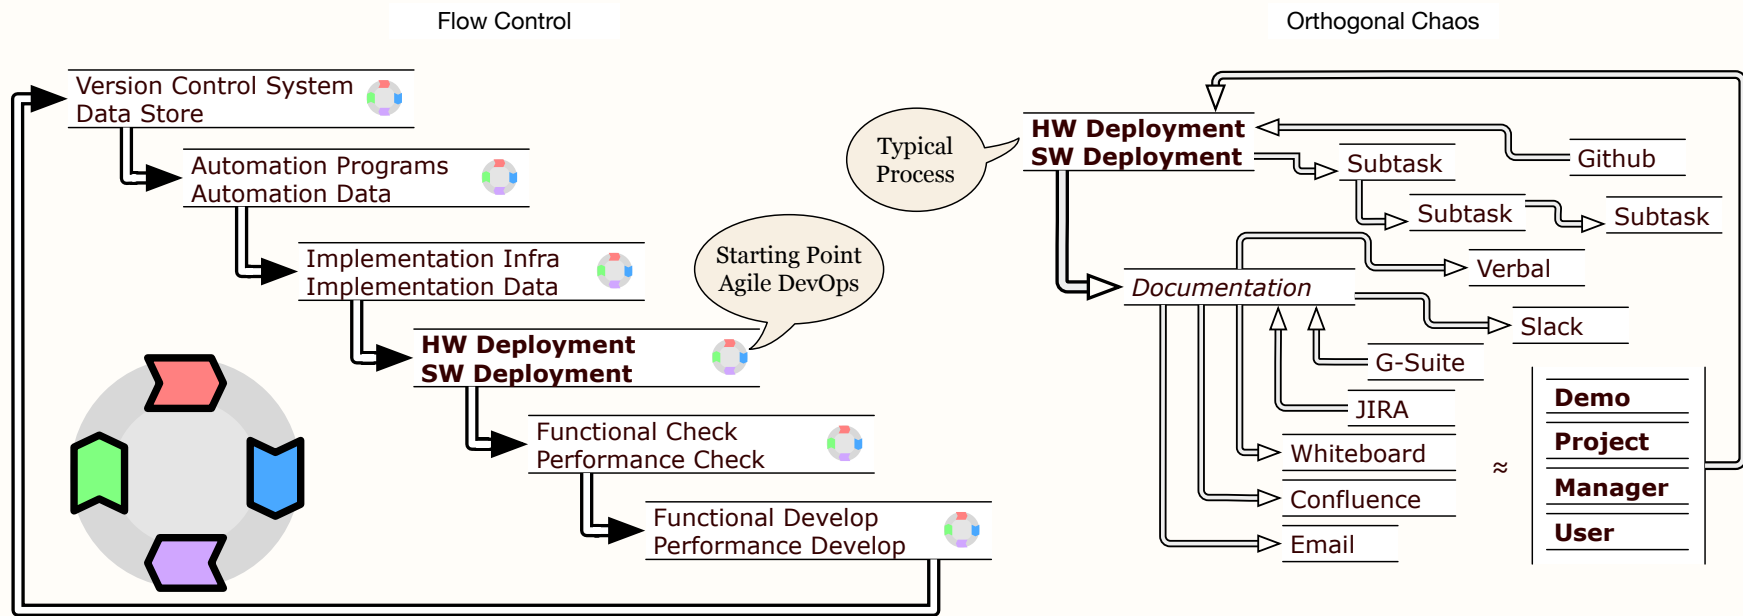 Flow Control
Version Control System
Data Store
Automation Programs
Automation Data
Implementation Infra
Implementation Data
Starting Point
Agile DevOps
HW Deployment
SW Deployment
Functional Check
Performance Check
Functional Develop
Performance Develop
Orthogonal Chaos
Typical
Process
HW Deployment
SW Deployment
Github
Subtask
Subtask
Subtask
Verbal
Documentation
Slack
G-Suite
JIRA
Whiteboard
Confluence
Email
≈
Demo
Project
Manager
User